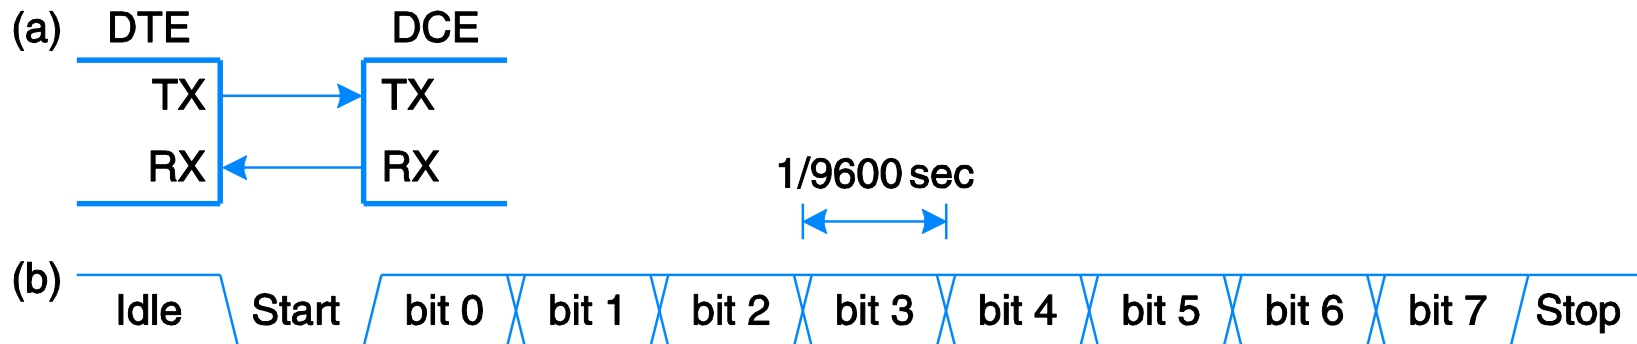 (a) DTE DCE
TX TX
RX RX
1/9600 sec
(b) Idle Start bit 0 bit 1 bit 2 bit 3 bit 4 bit 5 bit 6 bit 7 Stop